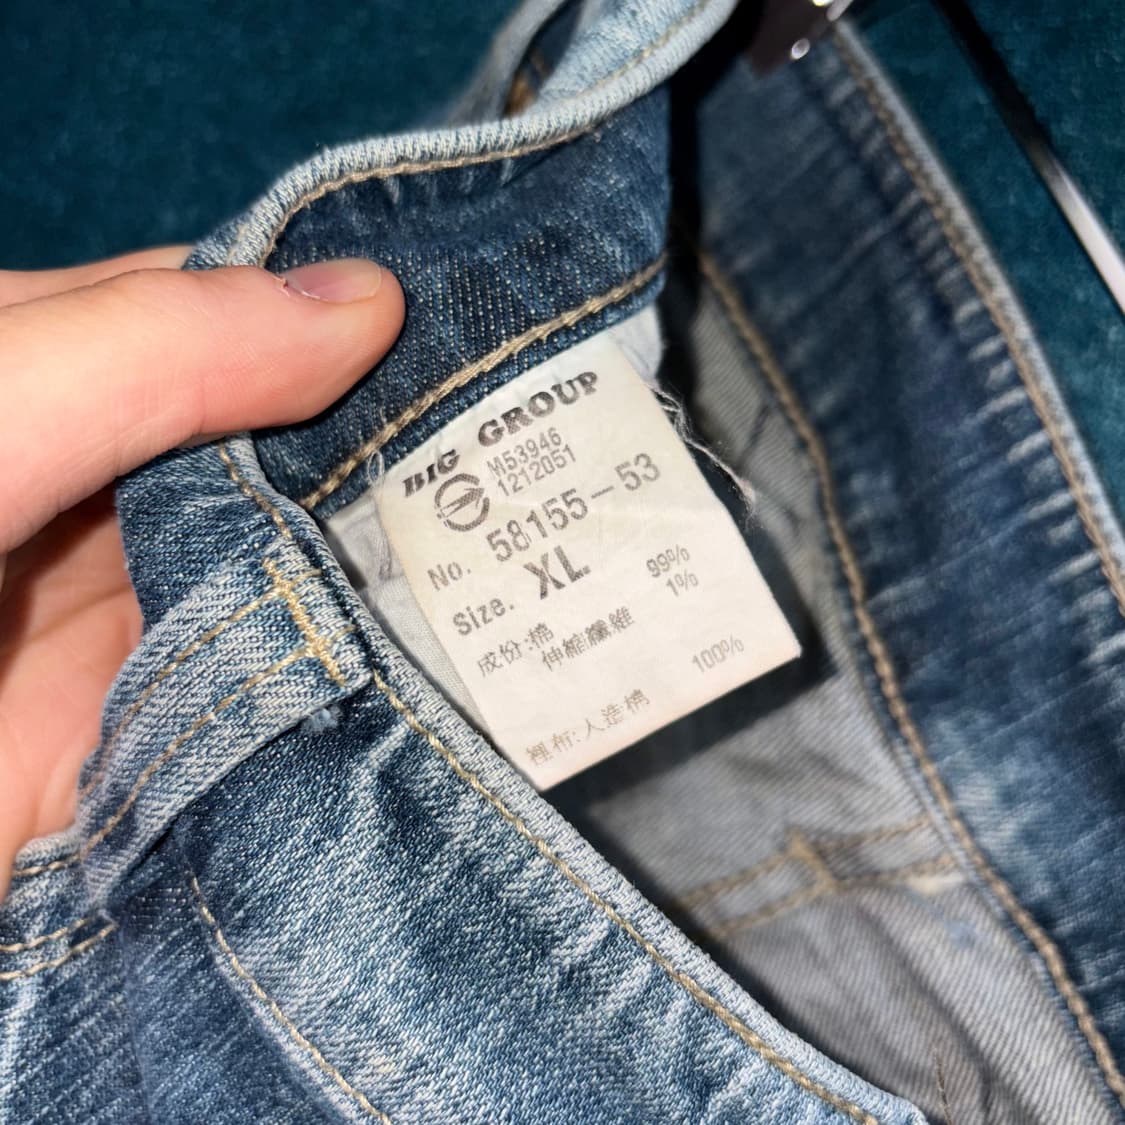 BIG GROUP
M53946
1212051
No. 58155-53
Size. XL
成份:棉 99%
伸縮纖維 1%
裡布:人造棉 100%